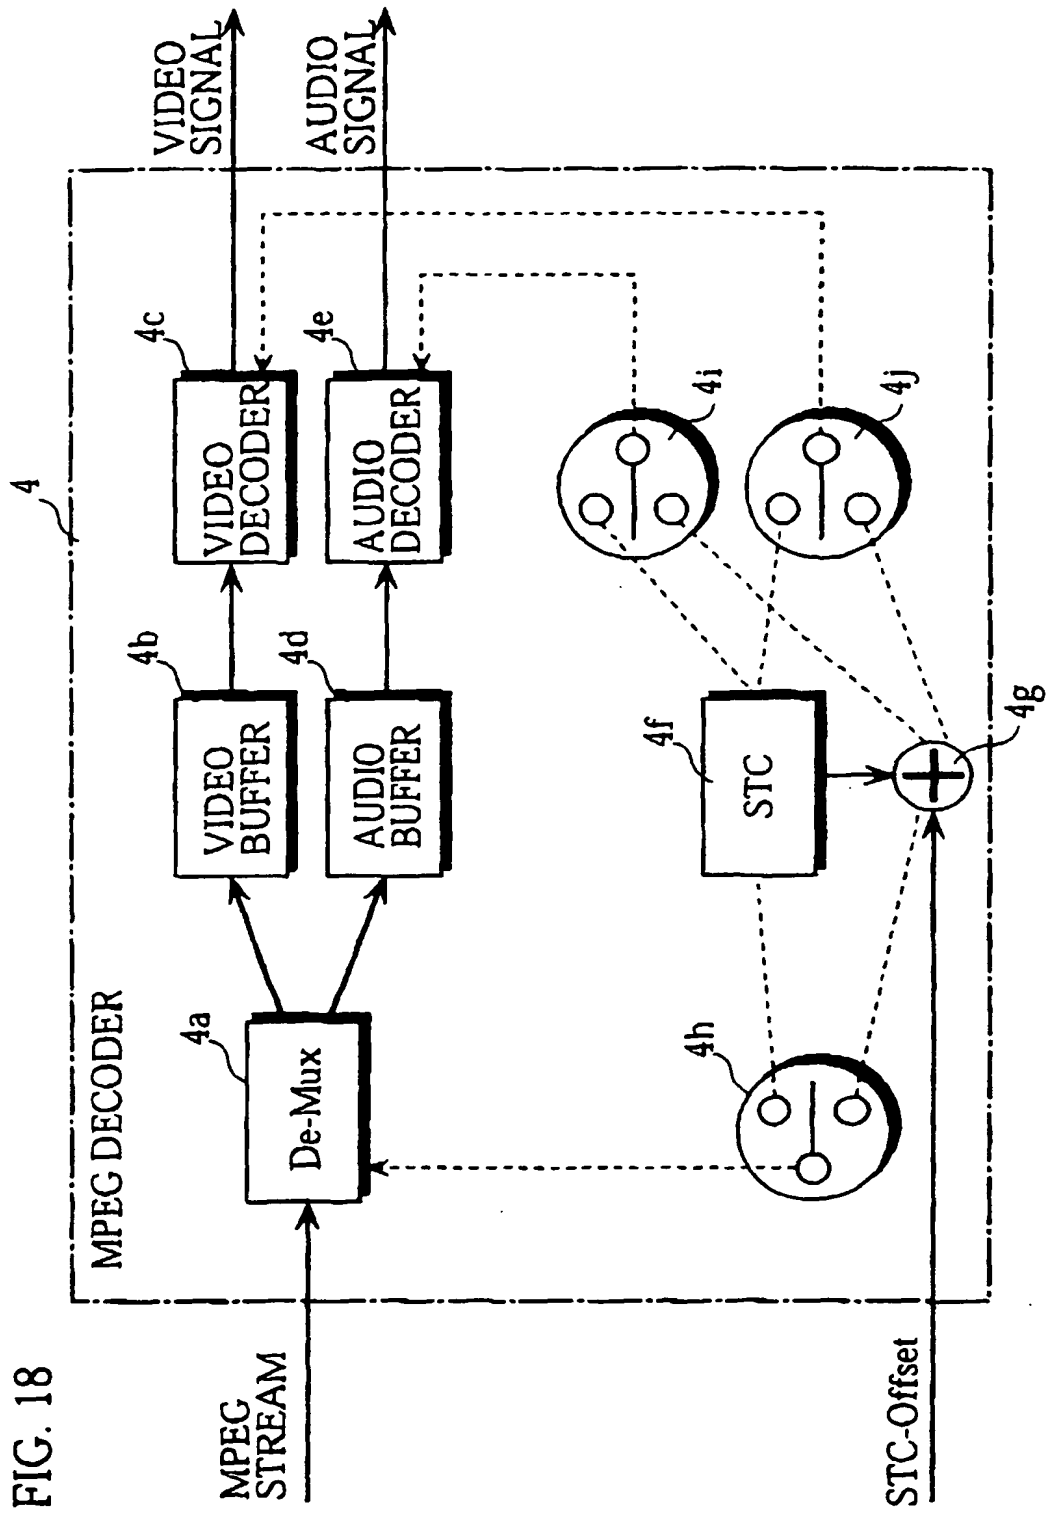 FIG. 18
4
MPEG DECODER
MPEG
STREAM
4a
De-Mux
4b
VIDEO
BUFFER
4c
VIDEO
DECODER
VIDEO
SIGNAL
4d
AUDIO
BUFFER
4e
AUDIO
DECODER
AUDIO
SIGNAL
4f
STC
4h
4i
4j
4g
STC-Offset